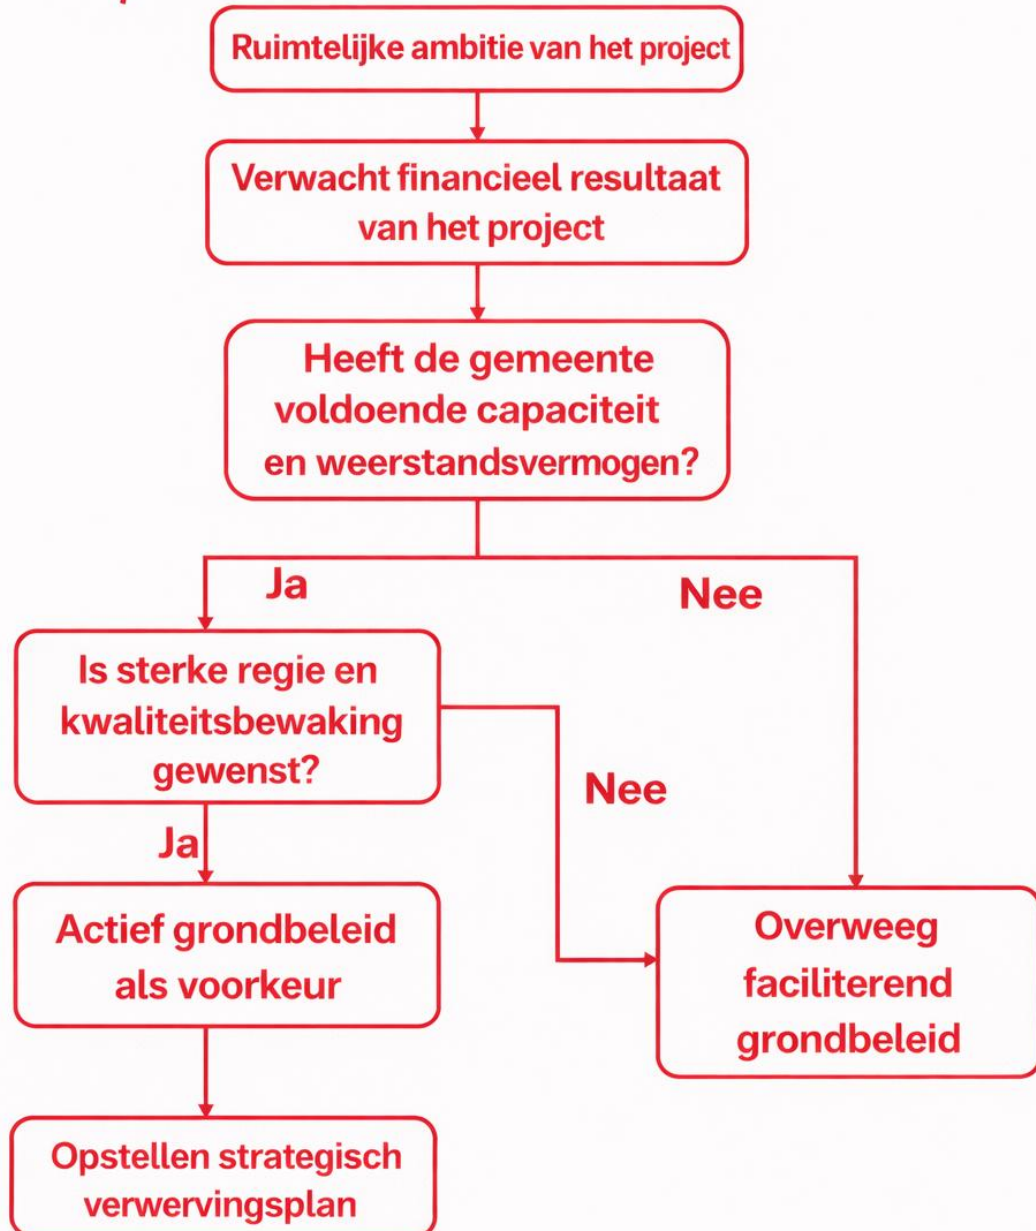 Ruimtelijke ambitie van het project
Verwacht financieel resultaat
van het project
Heeft de gemeente
voldoende capaciteit
en weerstandsvermogen?
Ja
Nee
Is sterke regie en
kwaliteitsbewaking
gewenst?
Nee
Ja
Actief grondbeleid
als voorkeur
Overweeg
faciliterend
grondbeleid
Opstellen strategisch
verwervingsplan